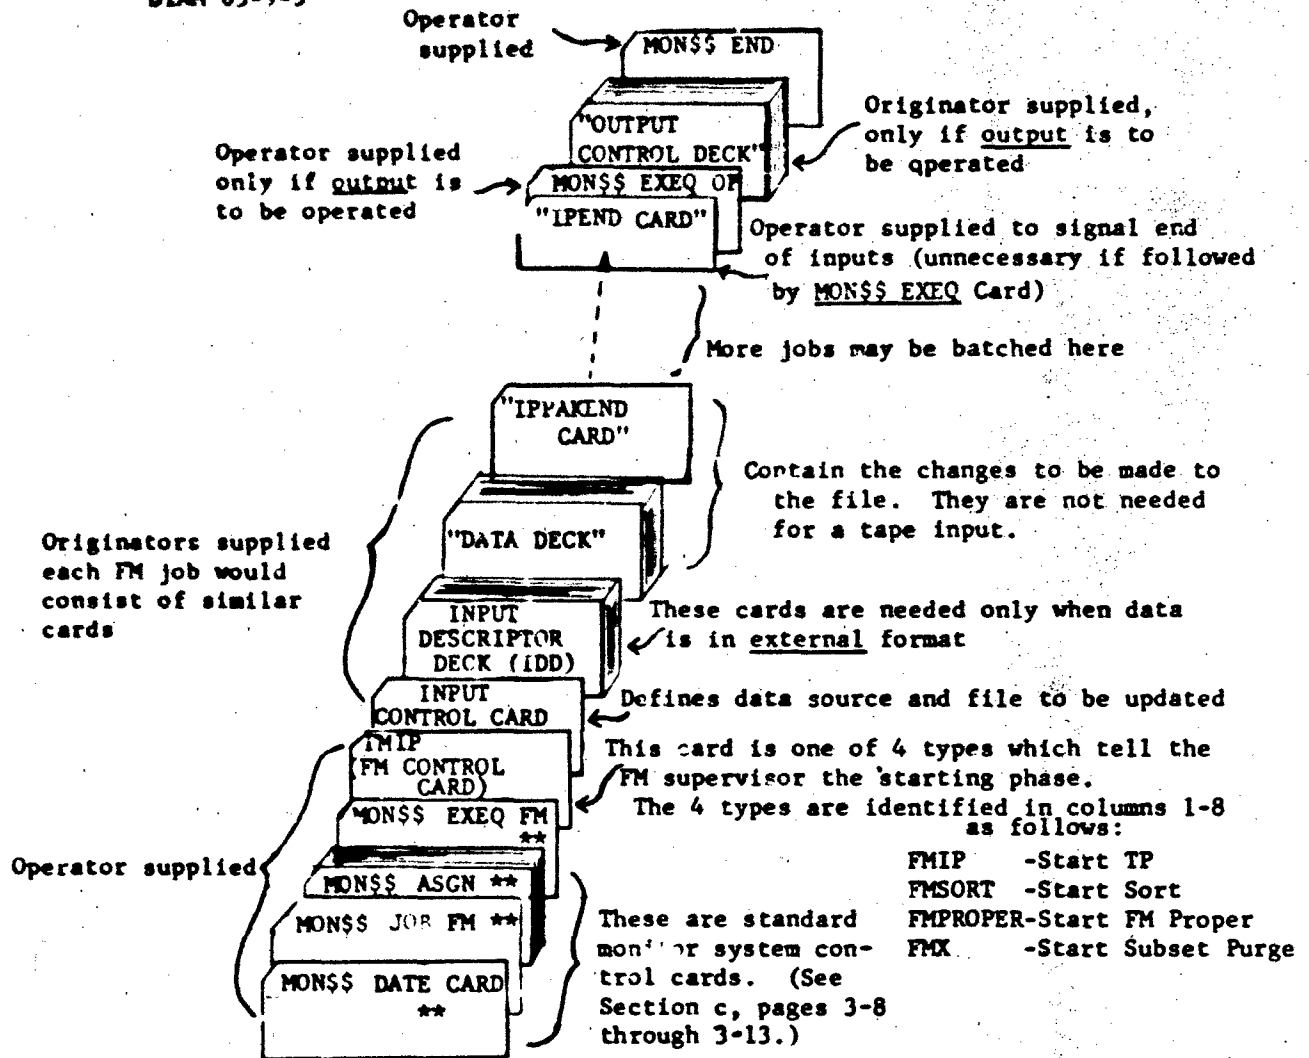 DIAM 65-9-5
Operator
supplied
MON$$ END
"OUTPUT
CONTROL DECK"
Originator supplied,
only if output is to
be operated
Operator supplied
only if output is
to be operated
MON$$ EXEQ OP
"IPEND CARD"
Operator supplied to signal end
of inputs (unnecessary if followed
by MON$$ EXEQ Card)
More jobs may be batched here
"IPPAKEND
CARD"
Contain the changes to be made to
the file. They are not needed
for a tape input.
"DATA DECK"
Originators supplied
each FM job would
consist of similar
cards
INPUT
DESCRIPTOR
DECK (IDD)
These cards are needed only when data
is in external format
INPUT
CONTROL CARD
Defines data source and file to be updated
FMIP
(FM CONTROL
CARD)
This card is one of 4 types which tell the
FM supervisor the starting phase.
The 4 types are identified in columns 1-8
as follows:
FMIP -Start TP
FMSORT -Start Sort
FMPROPER-Start FM Proper
FMX -Start Subset Purge
MON$$ EXEQ FM
**
Operator supplied
MON$$ ASGN **
MON$$ JOB FM **
MON$$ DATE CARD
**
These are standard
monitor system con-
trol cards. (See
Section c, pages 3-8
through 3-13.)